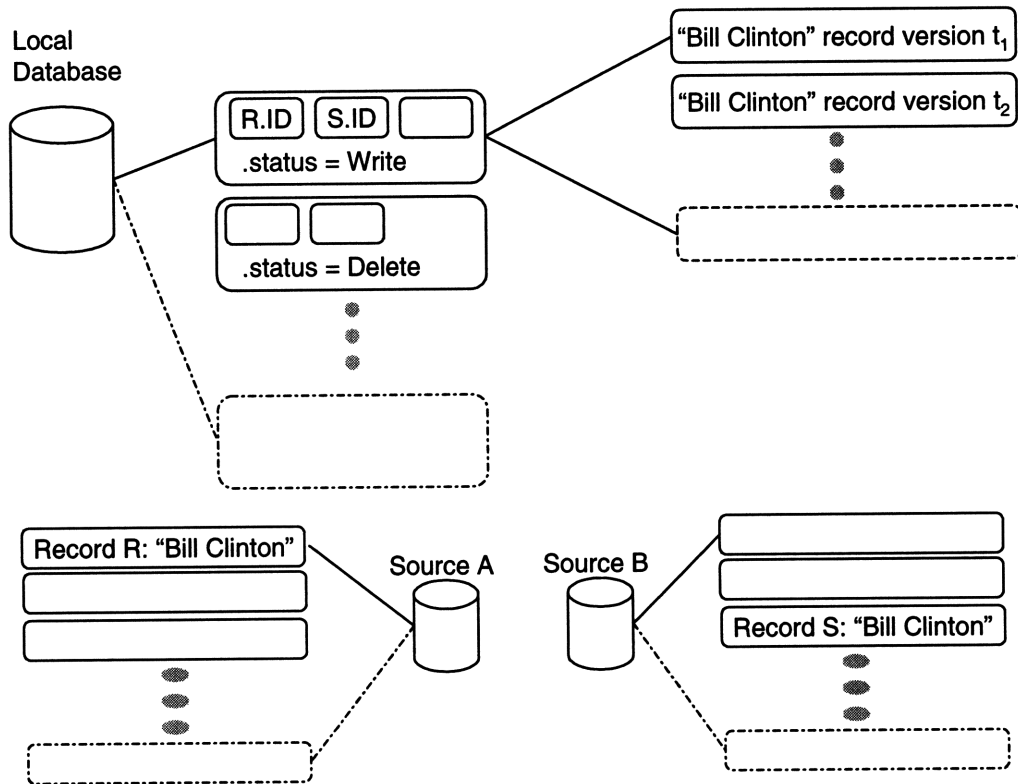 Local
Database
R.ID
S.ID
.status = Write
.status = Delete
“Bill Clinton” record version t₁
“Bill Clinton” record version t₂
Record R: “Bill Clinton”
Source A
Source B
Record S: “Bill Clinton”